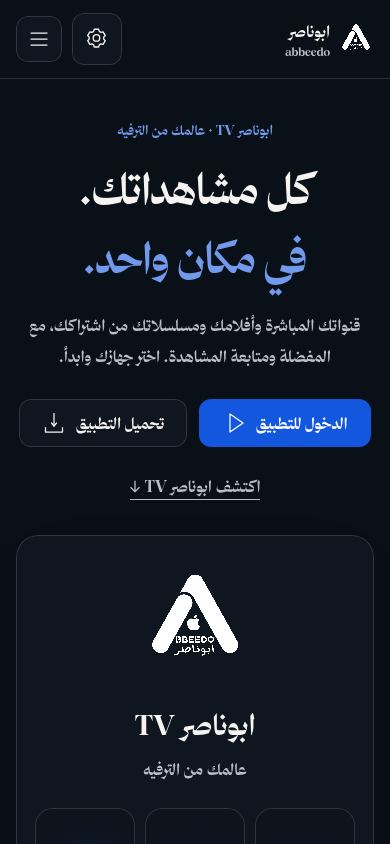 ابوناصر
abbeedo
ابوناصر TV · عالمك من الترفيه
كل مشاهداتك.
في مكان واحد.
قنواتك المباشرة وأفلامك ومسلسلاتك من اشتراكك، مع
المفضلة ومتابعة المشاهدة. اختر جهازك وابدأ.
الدخول للتطبيق
تحميل التطبيق
اكتشف ابوناصر TV ↓
BBEEDO
ابوناصر
ابوناصر TV
عالمك من الترفيه